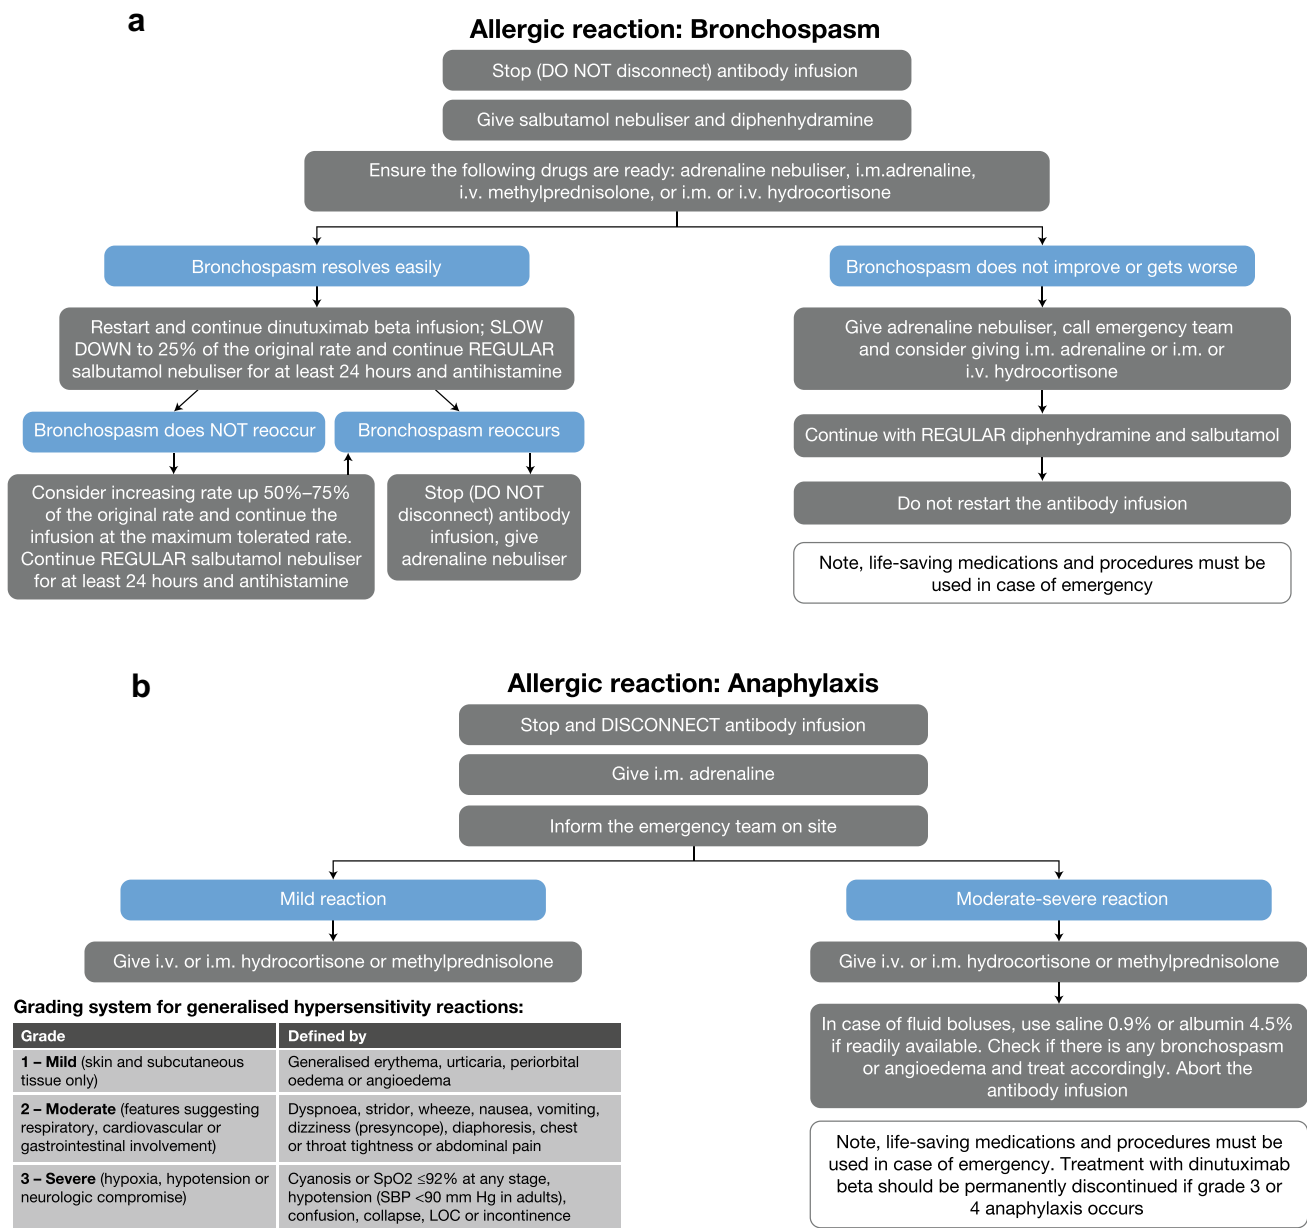 a
Allergic reaction: Bronchospasm
Stop (DO NOT disconnect) antibody infusion
Give salbutamol nebuliser and diphenhydramine
Ensure the following drugs are ready: adrenaline nebuliser, i.m.adrenaline,
i.v. methylprednisolone, or i.m. or i.v. hydrocortisone
Bronchospasm resolves easily
Restart and continue dinutuximab beta infusion; SLOW
DOWN to 25% of the original rate and continue REGULAR
salbutamol nebuliser for at least 24 hours and antihistamine
Bronchospasm does NOT reoccur
Consider increasing rate up 50%–75%
of the original rate and continue the
infusion at the maximum tolerated rate.
Continue REGULAR salbutamol nebuliser
for at least 24 hours and antihistamine
Bronchospasm reoccurs
Stop (DO NOT
disconnect) antibody
infusion, give
adrenaline nebuliser
Bronchospasm does not improve or gets worse
Give adrenaline nebuliser, call emergency team
and consider giving i.m. adrenaline or i.m. or
i.v. hydrocortisone
Continue with REGULAR diphenhydramine and salbutamol
Do not restart the antibody infusion
Note, life-saving medications and procedures must be
used in case of emergency
b
Allergic reaction: Anaphylaxis
Stop and DISCONNECT antibody infusion
Give i.m. adrenaline
Inform the emergency team on site
Mild reaction
Give i.v. or i.m. hydrocortisone or methylprednisolone
Grading system for generalised hypersensitivity reactions:
Grade
Defined by
1 – Mild (skin and subcutaneous
tissue only)
Generalised erythema, urticaria, periorbital
oedema or angioedema
2 – Moderate (features suggesting
respiratory, cardiovascular or
gastrointestinal involvement)
Dyspnoea, stridor, wheeze, nausea, vomiting,
dizziness (presyncope), diaphoresis, chest
or throat tightness or abdominal pain
3 – Severe (hypoxia, hypotension or
neurologic compromise)
Cyanosis or SpO2 ≤92% at any stage,
hypotension (SBP <90 mm Hg in adults),
confusion, collapse, LOC or incontinence
Moderate-severe reaction
Give i.v. or i.m. hydrocortisone or methylprednisolone
In case of fluid boluses, use saline 0.9% or albumin 4.5%
if readily available. Check if there is any bronchospasm
or angioedema and treat accordingly. Abort the
antibody infusion
Note, life-saving medications and procedures must be
used in case of emergency. Treatment with dinutuximab
beta should be permanently discontinued if grade 3 or
4 anaphylaxis occurs